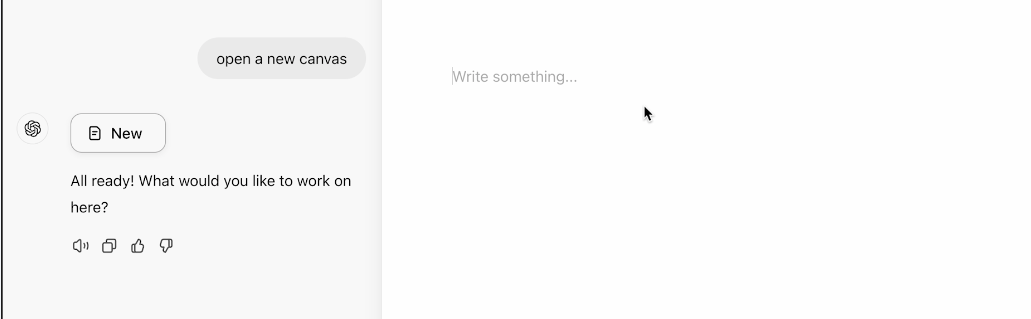 open a new canvas
New
All ready! What would you like to work on
here?
Write something...